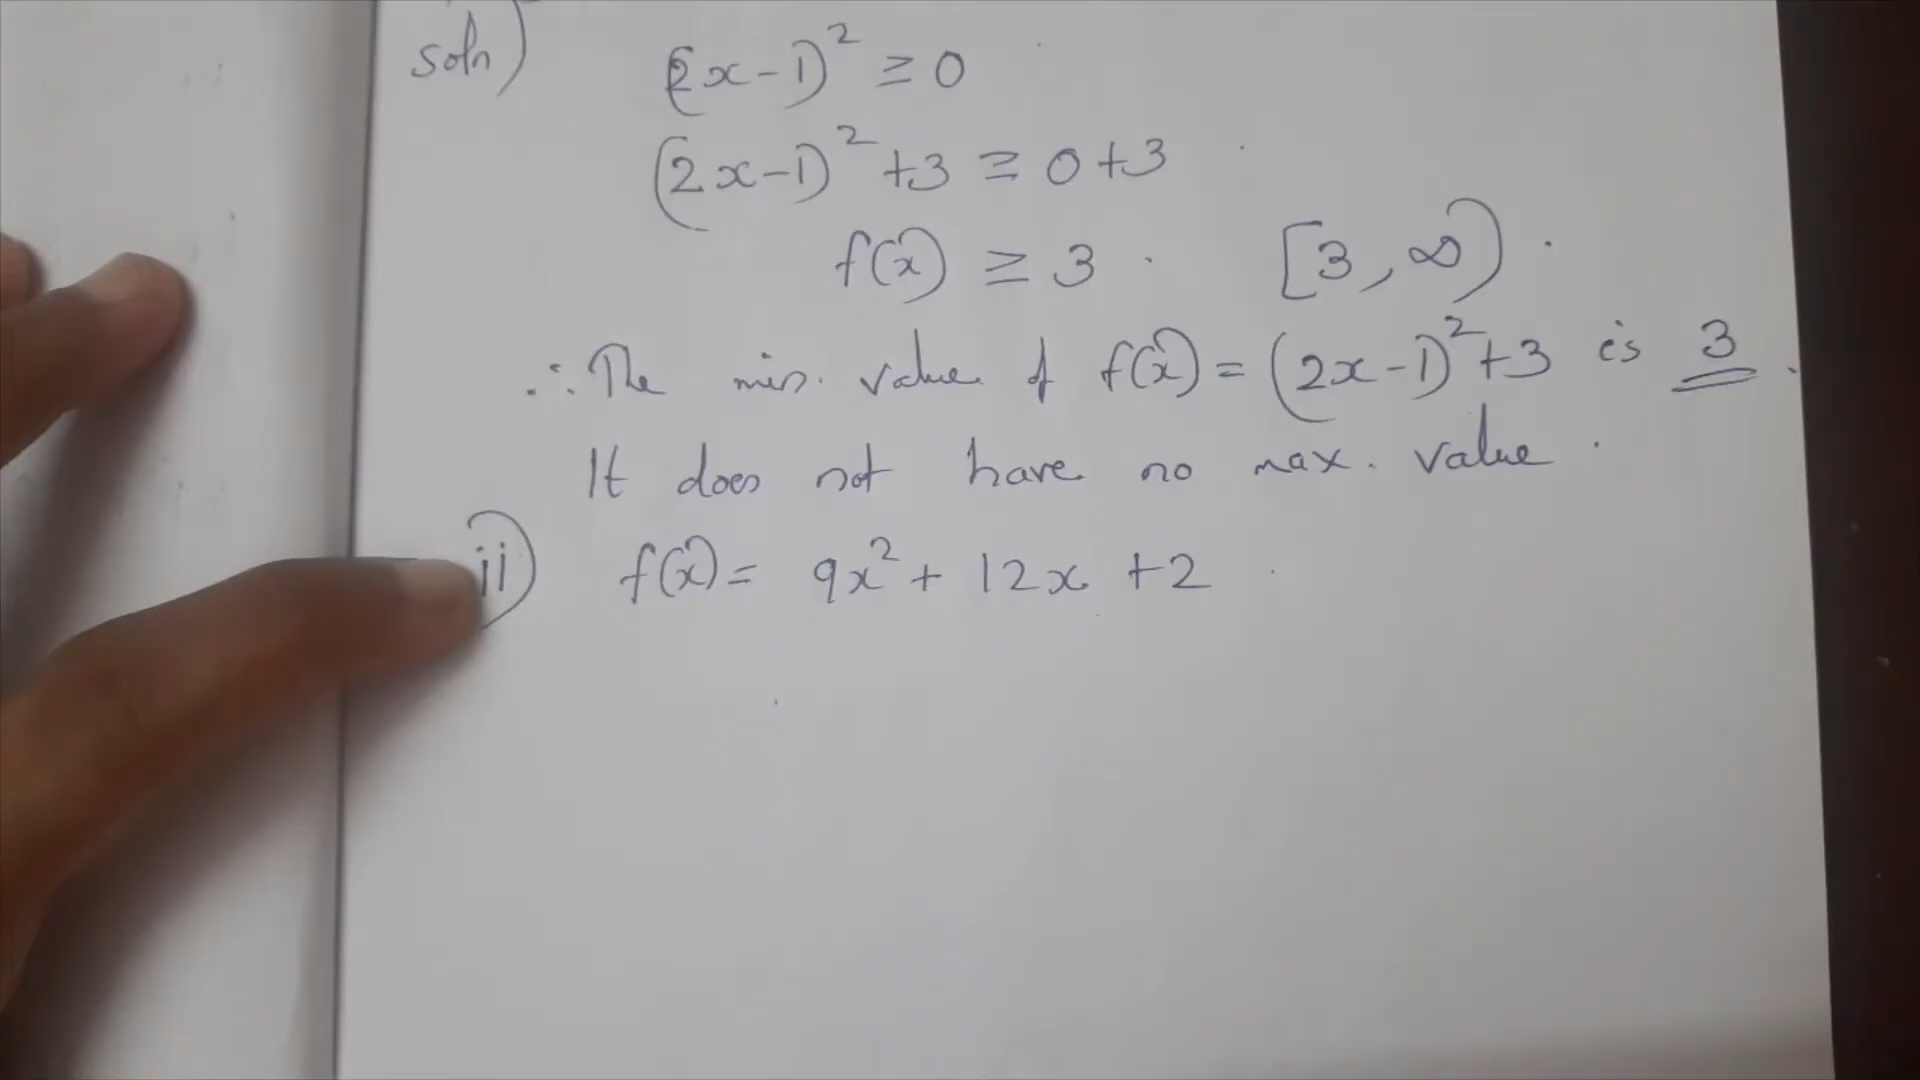 soln)
(2x-1)² ≥ 0
(2x-1)² +3 ≥ 0+3
f(x) ≥ 3. [3, ∞).
∴ The min. value of f(x) = (2x-1)²+3 is 3.
It does not have no max. value.
ii) f(x) = 9x² + 12x +2.